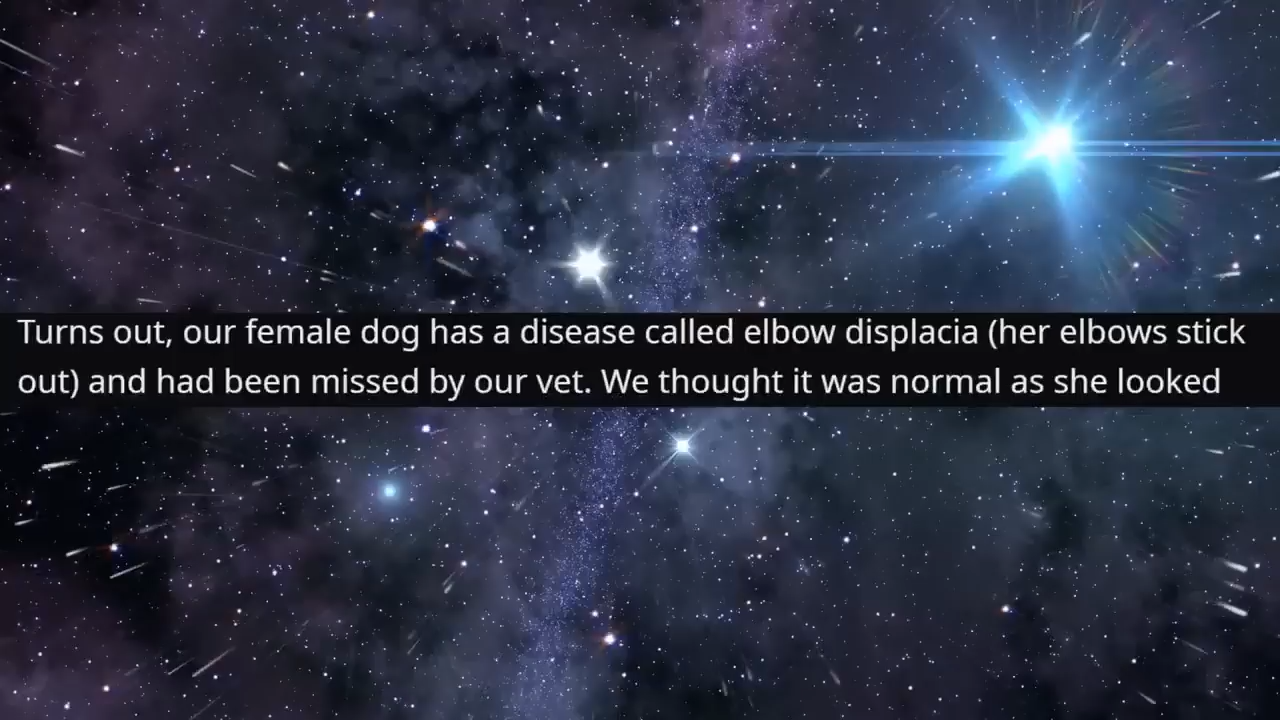 Turns out, our female dog has a disease called elbow displacia (her elbows stick
out) and had been missed by our vet. We thought it was normal as she looked